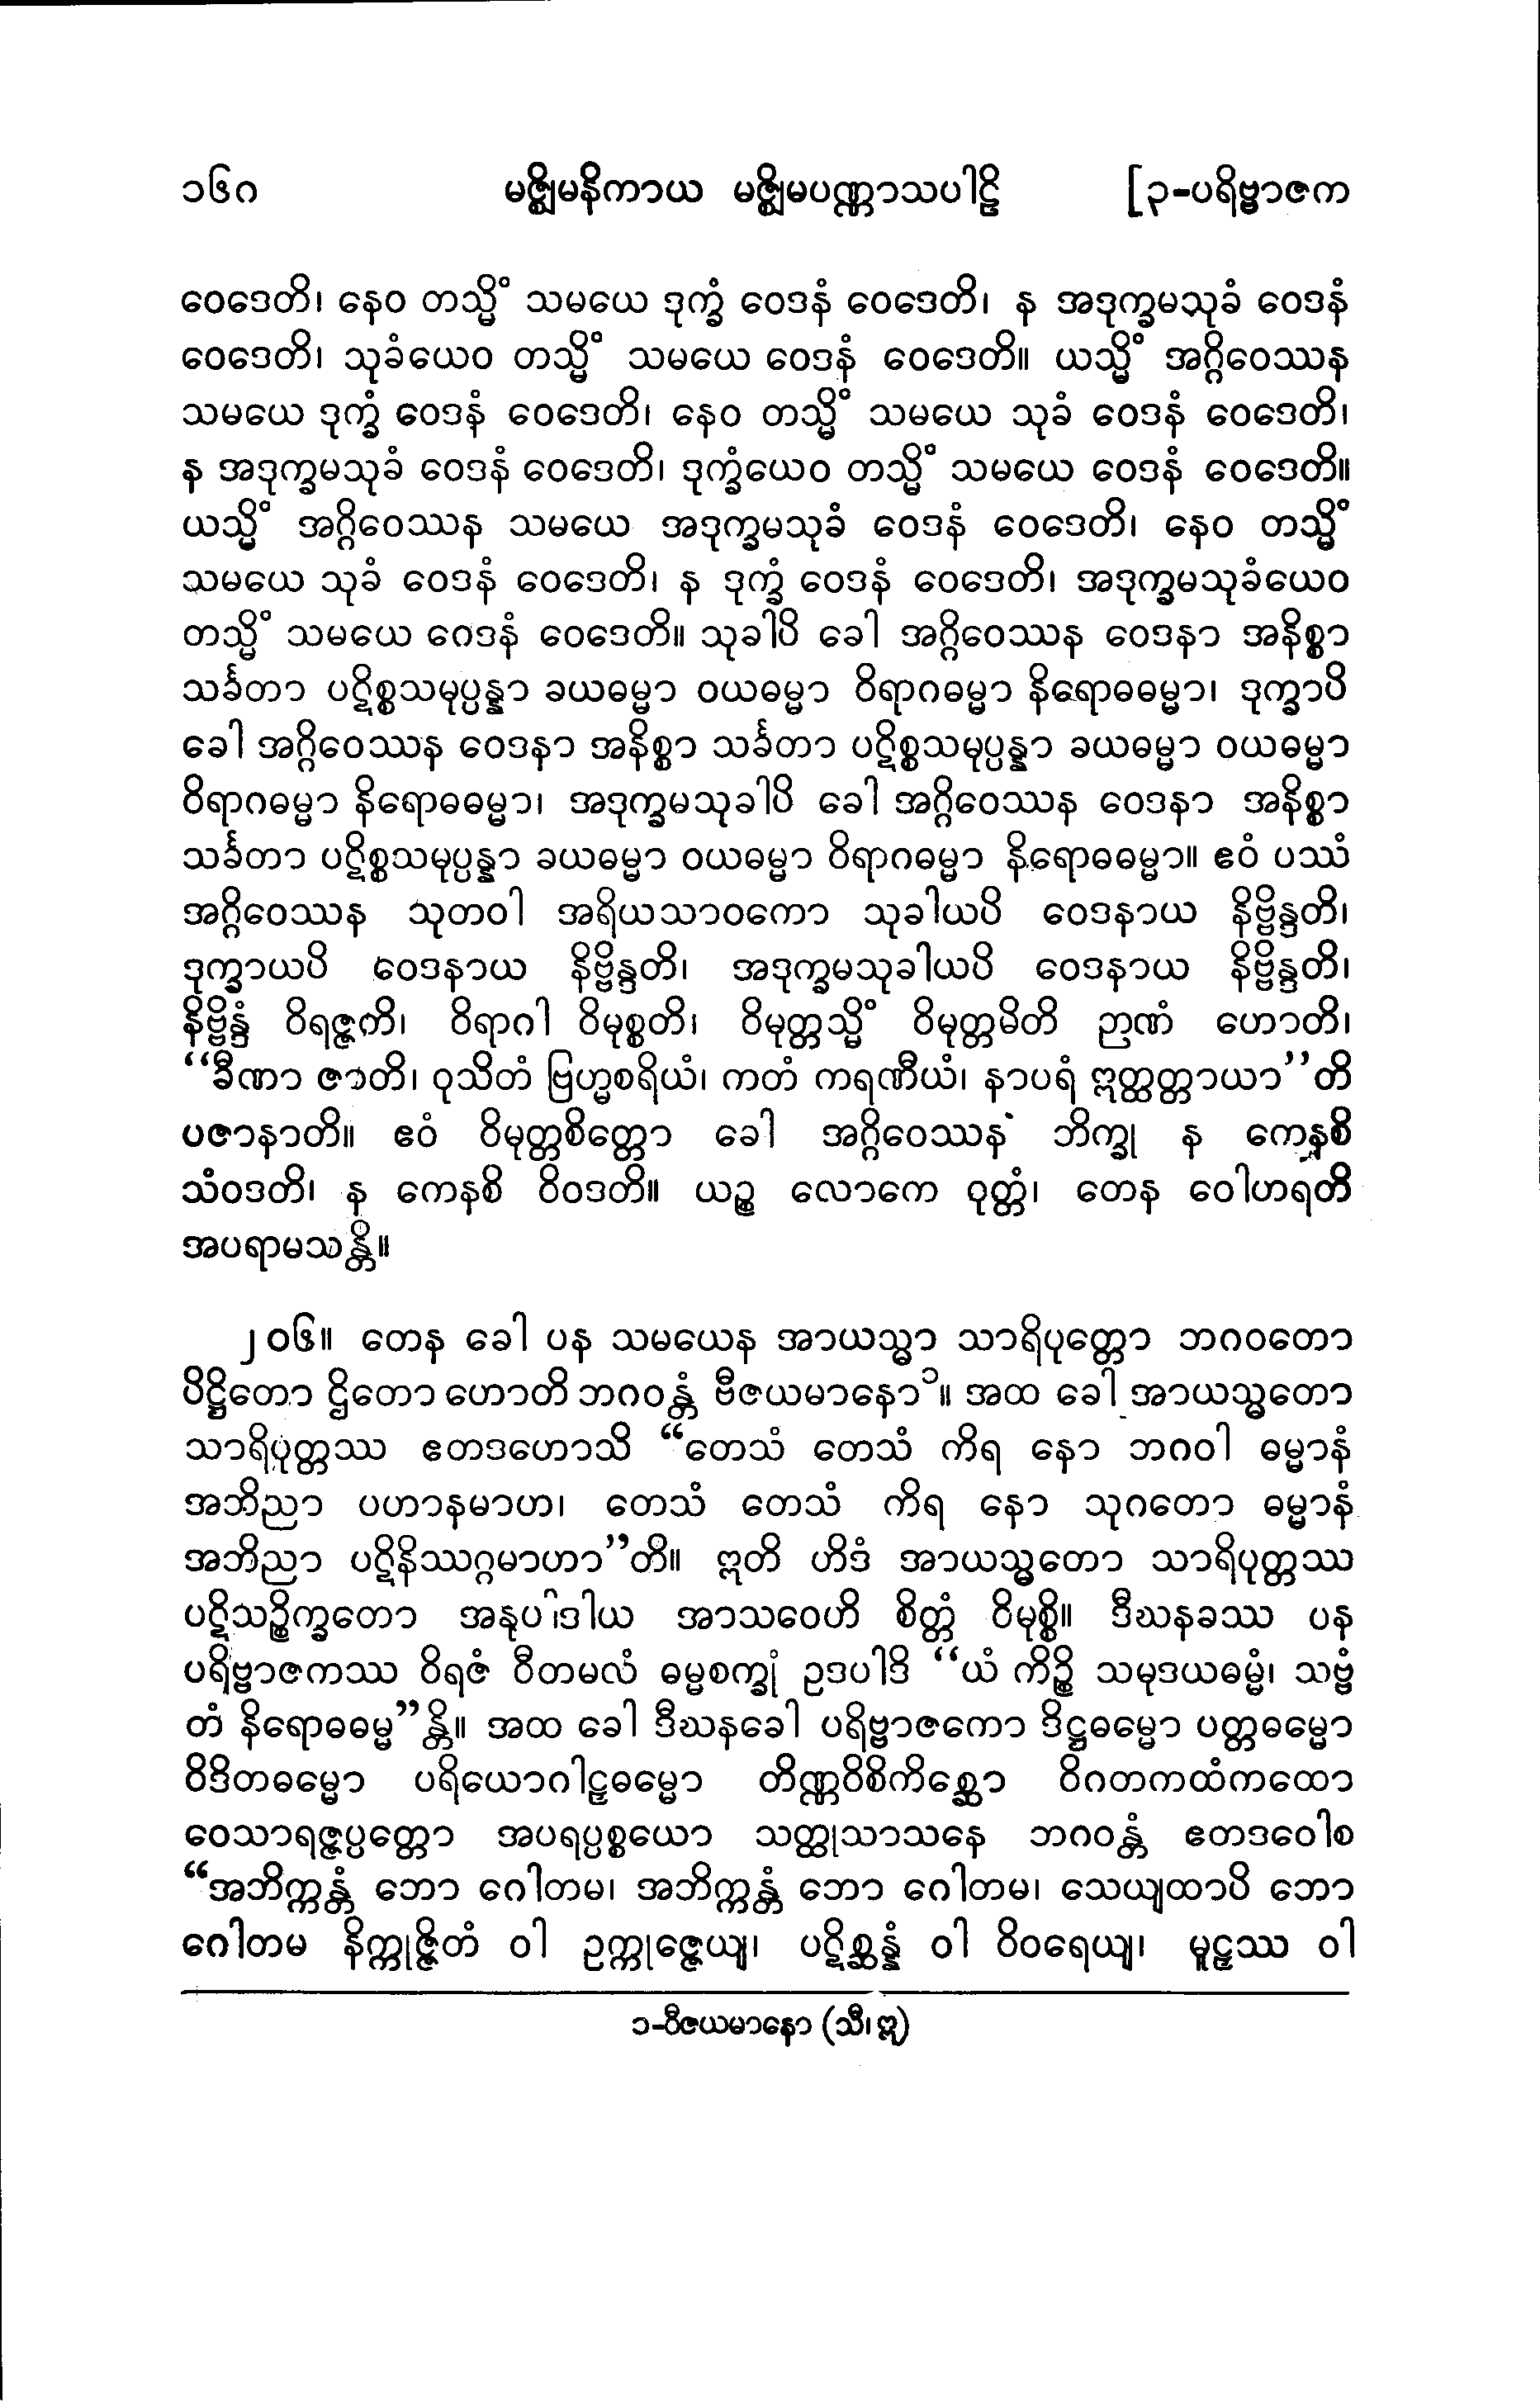 ၁၆၈ မဇ္ဈိမနိကာယ မဇ္ဈိမပဏ္ဏာသပါဠိ [၃-ပရိဗ္ဗာဇက
ဝေဒေတိ၊ နေဝ တသ္မိံ သမယေ ဒုက္ခံ ဝေဒနံ ဝေဒေတိ၊ န အဒုက္ခမသုခံ ဝေဒနံ
ဝေဒေတိ၊ သုခံယေဝ တသ္မိံ သမယေ ဝေဒနံ ဝေဒေတိ။ ယသ္မိံ အဂ္ဂိဝေဿန
သမယေ ဒုက္ခံ ဝေဒနံ ဝေဒေတိ၊ နေဝ တသ္မိံ သမယေ သုခံ ဝေဒနံ ဝေဒေတိ၊
န အဒုက္ခမသုခံ ဝေဒနံ ဝေဒေတိ၊ ဒုက္ခံယေဝ တသ္မိံ သမယေ ဝေဒနံ ဝေဒေတိ။
ယသ္မိံ အဂ္ဂိဝေဿန သမယေ အဒုက္ခမသုခံ ဝေဒနံ ဝေဒေတိ၊ နေဝ တသ္မိံ
သမယေ သုခံ ဝေဒနံ ဝေဒေတိ၊ န ဒုက္ခံ ဝေဒနံ ဝေဒေတိ၊ အဒုက္ခမသုခံယေဝ
တသ္မိံ သမယေ ဝေဒနံ ဝေဒေတိ။ သုခါပိ ခေါ အဂ္ဂိဝေဿန ဝေဒနာ အနိစ္စာ
သင်္ခတာ ပဋိစ္စသမုပ္ပန္နာ ခယဓမ္မာ ဝယဓမ္မာ ဝိရာဂဓမ္မာ နိရောဓဓမ္မာ၊ ဒုက္ခာပိ
ခေါ အဂ္ဂိဝေဿန ဝေဒနာ အနိစ္စာ သင်္ခတာ ပဋိစ္စသမုပ္ပန္နာ ခယဓမ္မာ ဝယဓမ္မာ
ဝိရာဂဓမ္မာ နိရောဓဓမ္မာ၊ အဒုက္ခမသုခါပိ ခေါ အဂ္ဂိဝေဿန ဝေဒနာ အနိစ္စာ
သင်္ခတာ ပဋိစ္စသမုပ္ပန္နာ ခယဓမ္မာ ဝယဓမ္မာ ဝိရာဂဓမ္မာ နိရောဓဓမ္မာ။ ဧဝံ ပဿံ
အဂ္ဂိဝေဿန သုတဝါ အရိယသာဝကော သုခါယပိ ဝေဒနာယ နိဗ္ဗိန္ဒတိ၊
ဒုက္ခာယပိ ဝေဒနာယ နိဗ္ဗိန္ဒတိ၊ အဒုက္ခမသုခါယပိ ဝေဒနာယ နိဗ္ဗိန္ဒတိ၊
နိဗ္ဗိန္ဒံ ဝိရဇ္ဇတိ၊ ဝိရာဂါ ဝိမုစ္စတိ၊ ဝိမုတ္တသ္မိံ ဝိမုတ္တမိတိ ဉာဏံ ဟောတိ၊
“ခီဏာ ဇာတိ၊ ဝုသိတံ ဗြဟ္မစရိယံ၊ ကတံ ကရဏီယံ၊ နာပရံ ဣတ္ထတ္တာယာ”တိ
ပဇာနာတိ။ ဧဝံ ဝိမုတ္တစိတ္တော ခေါ အဂ္ဂိဝေဿန ဘိက္ခု န ကေနစိ
သံဝဒတိ၊ န ကေနစိ ဝိဝဒတိ။ ယဉ္စ လောကေ ဝုတ္တံ၊ တေန ဝေါဟရတိ
အပရာမသန္တိ။
၂၀၆။ တေန ခေါ ပန သမယေန အာယသ္မာ သာရိပုတ္တော ဘဂဝတော
ပိဋ္ဌိတော ဌိတော ဟောတိ ဘဂဝန္တံ ဗီဇယမာနော၁။ အထ ခေါ အာယသ္မတော
သာရိပုတ္တဿ ဧတဒဟောသိ “တေသံ တေသံ ကိရ နော ဘဂဝါ ဓမ္မာနံ
အဘိညာ ပဟာနမာဟ၊ တေသံ တေသံ ကိရ နော သုဂတော ဓမ္မာနံ
အဘိညာ ပဋိနိဿဂ္ဂမာဟာ”တိ။ ဣတိ ဟိဒံ အာယသ္မတော သာရိပုတ္တဿ
ပဋိသဉ္စိက္ခတော အနုပါဒါယ အာသဝေဟိ စိတ္တံ ဝိမုစ္စိ။ ဒီဃနခဿ ပန
ပရိဗ္ဗာဇကဿ ဝိရဇံ ဝီတမလံ ဓမ္မစက္ခုံ ဥဒပါဒိ “ယံ ကိဉ္စိ သမုဒယဓမ္မံ၊ သဗ္ဗံ
တံ နိရောဓဓမ္မ”န္တိ။ အထ ခေါ ဒီဃနခေါ ပရိဗ္ဗာဇကော ဒိဋ္ဌဓမ္မော ပတ္တဓမ္မော
ဝိဒိတဓမ္မော ပရိယောဂါဠှဓမ္မော တိဏ္ဏဝိစိကိစ္ဆော ဝိဂတကထံကထော
ဝေသာရဇ္ဇပ္ပတ္တော အပရပ္ပစ္စယော သတ္ထုသာသနေ ဘဂဝန္တံ ဧတဒဝေါစ
“အဘိက္ကန္တံ ဘော ဂေါတမ၊ အဘိက္ကန္တံ ဘော ဂေါတမ၊ သေယျထာပိ ဘော
ဂေါတမ နိက္ကုဇ္ဇိတံ ဝါ ဥက္ကုဇ္ဇေယျ၊ ပဋိစ္ဆန္နံ ဝါ ဝိဝရေယျ၊ မူဠှဿ ဝါ
၁-ဝီဇယမာနော (သီ၊ ဣ)